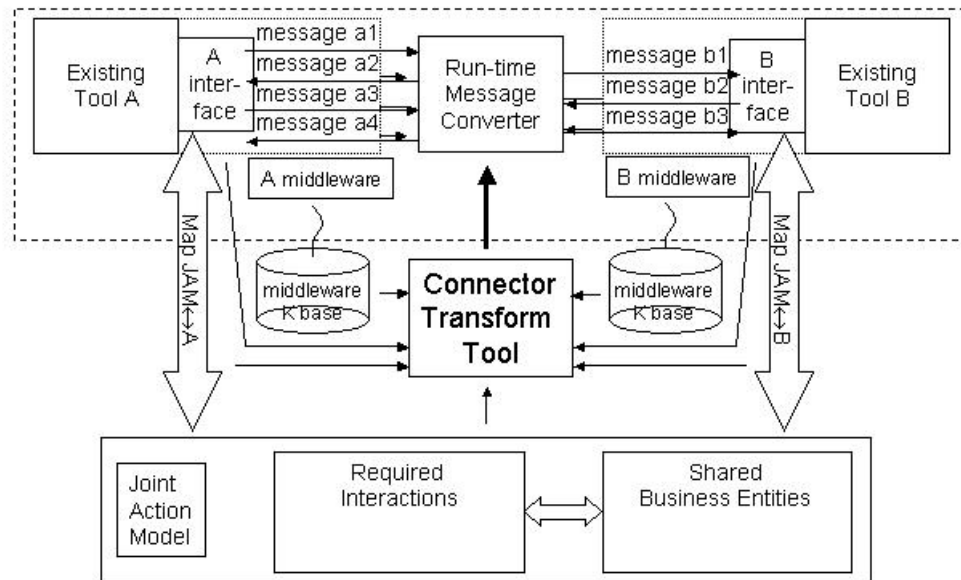 Existing
Tool A
A
inter-
face
message a1
message a2
message a3
message a4
Run-time
Message
Converter
message b1
message b2
message b3
B
inter-
face
Existing
Tool B
A middleware
B middleware
Map JAM↔A
middleware
K base
Connector
Transform
Tool
middleware
K base
Map JAM↔B
Joint
Action
Model
Required
Interactions
Shared
Business Entities